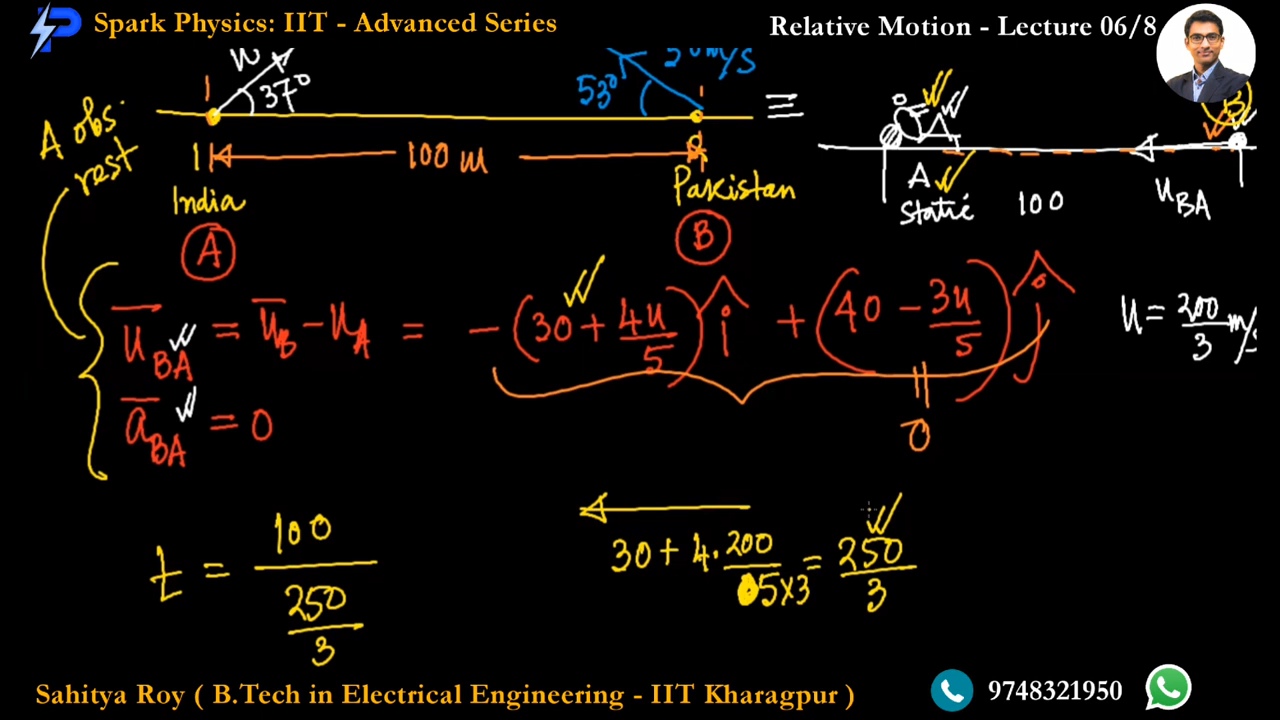 Spark Physics: IIT - Advanced Series
Relative Motion - Lecture 06/8
37°
53°
m/s
≡
A obs.
rest
100 m
India
Pakistan
A
B
A
static
100
u_BA
u_BA = u_B - u_A = - (30 + 4u/5) î + (40 - 3u/5) ĵ
u = 200/3 m/s
a_BA = 0
0
t = 100/(250/3)
30 + 4.200/5×3 = 250/3
Sahitya Roy ( B.Tech in Electrical Engineering - IIT Kharagpur )
9748321950